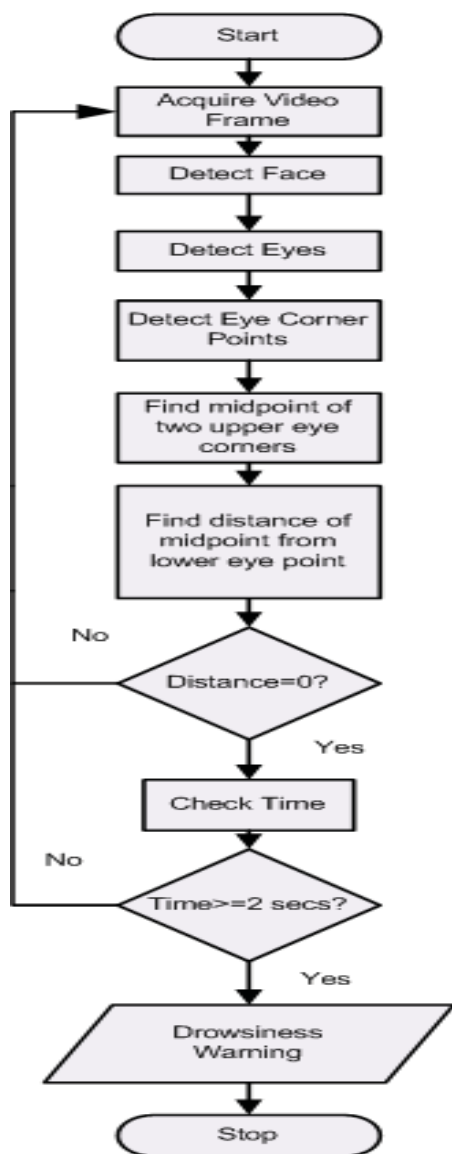 Start
Acquire Video
Frame
Detect Face
Detect Eyes
Detect Eye Corner
Points
Find midpoint of
two upper eye
corners
Find distance of
midpoint from
lower eye point
No
Distance=0?
Yes
Check Time
No
Time>=2 secs?
Yes
Drowsiness
Warning
Stop